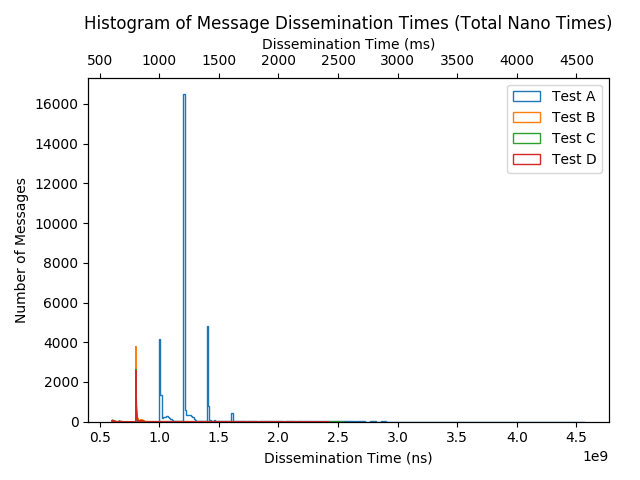 Histogram of Message Dissemination Times (Total Nano Times)
Dissemination Time (ms)
500 1000 1500 2000 2500 3000 3500 4000 4500
Test A
Test B
Test C
Test D
Number of Messages
16000
14000
12000
10000
8000
6000
4000
2000
0
0.5 1.0 1.5 2.0 2.5 3.0 3.5 4.0 4.5
1e9
Dissemination Time (ns)